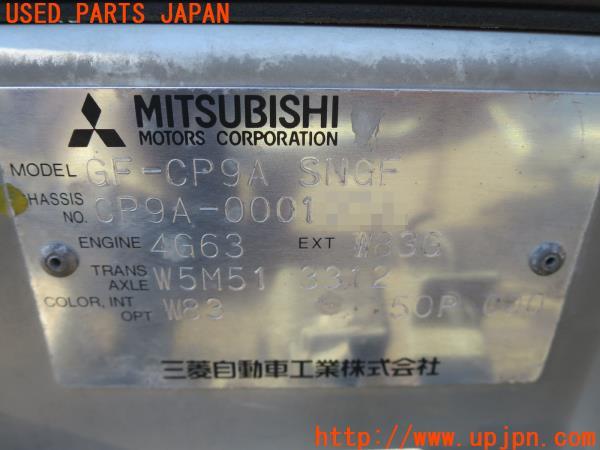 USED PARTS JAPAN
MITSUBISHI
MOTORS CORPORATION
MODEL GF-CP9A SNGF
CHASSIS NO. CP9A-0001
ENGINE 4G63 EXT W83G
TRANS AXLE W5M51 3312
COLOR, INT OPT W83 50P
三菱自動車工業株式会社
http://www.upjpn.com/